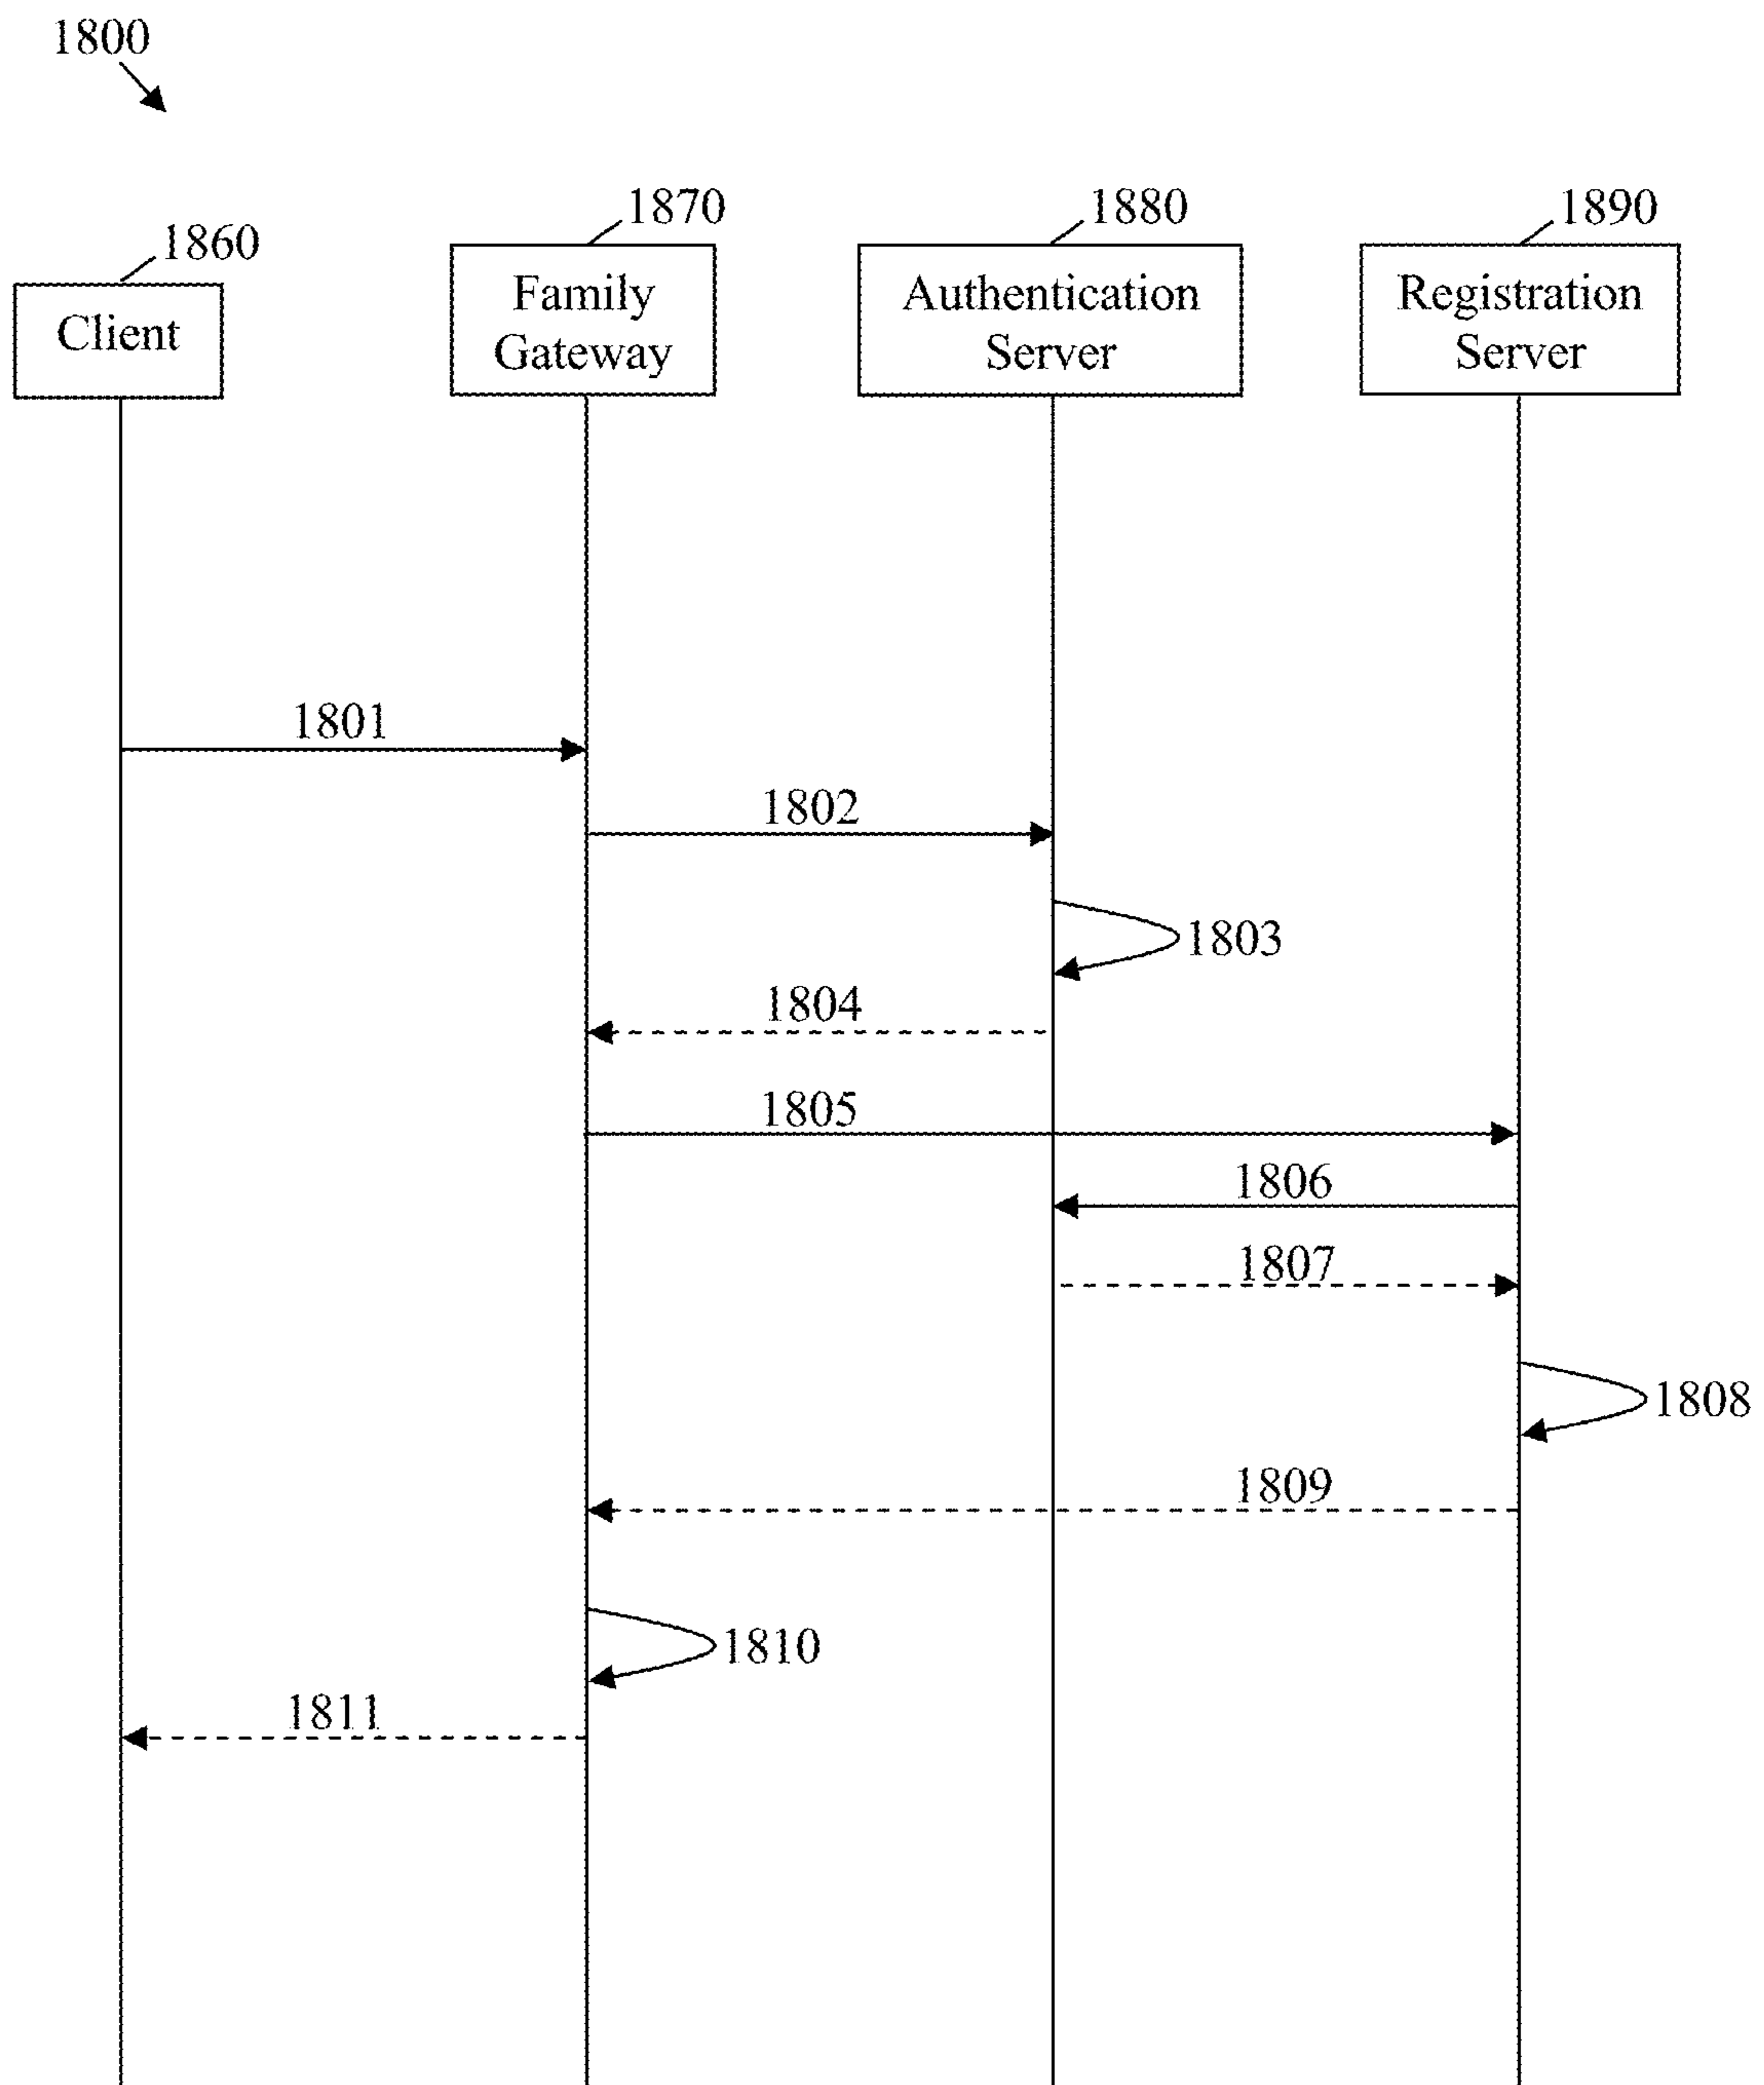 1800
1860
1870
1880
1890
Client
Family
Gateway
Authentication
Server
Registration
Server
1801
1802
1803
1804
1805
1806
1807
1808
1809
1810
1811